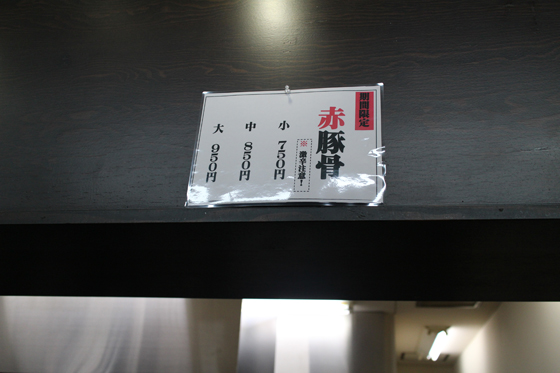 期間限定
赤豚骨
※激辛注意!
小 750円
中 850円
大 950円